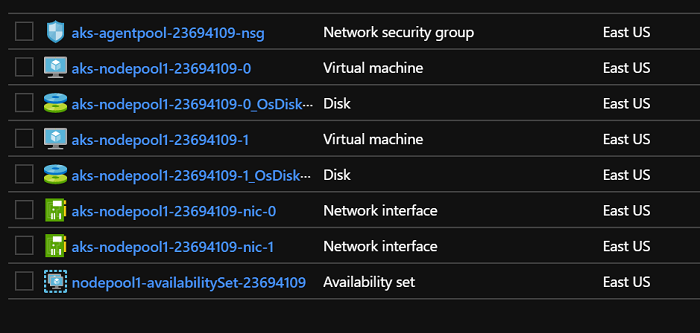 aks-agentpool-23694109-nsg Network security group East US
aks-nodepool1-23694109-0 Virtual machine East US
aks-nodepool1-23694109-0_OsDisk··· Disk East US
aks-nodepool1-23694109-1 Virtual machine East US
aks-nodepool1-23694109-1_OsDisk··· Disk East US
aks-nodepool1-23694109-nic-0 Network interface East US
aks-nodepool1-23694109-nic-1 Network interface East US
nodepool1-availabilitySet-23694109 Availability set East US